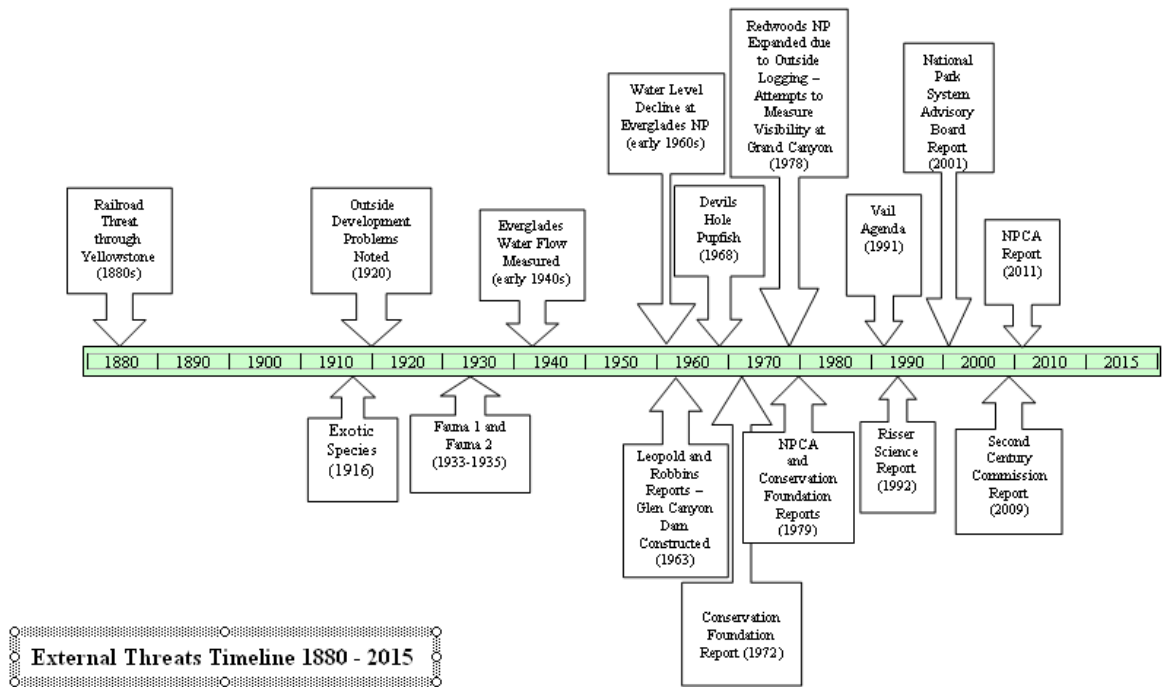 Redwoods NP
Expanded due
to Outside
Logging –
Attempts to
Measure
Visibility at
Grand Canyon
(1978)
National
Park
System
Advisory
Board
Report
(2001)
Water Level
Decline at
Everglades NP
(early 1960s)
Railroad
Threat
through
Yellowstone
(1880s)
Outside
Development
Problems
Noted
(1920)
Everglades
Water Flow
Measured
(early 1940s)
Devils
Hole
Pupfish
(1968)
Vail
Agenda
(1991)
NPCA
Report
(2011)
1880 1890 1900 1910 1920 1930 1940 1950 1960 1970 1980 1990 2000 2010 2015
Exotic
Species
(1916)
Fauna 1 and
Fauna 2
(1933-1935)
Leopold and
Robbins
Reports –
Glen Canyon
Dam
Constructed
(1963)
NPCA
and
Conservation
Foundation
Reports
(1979)
Risser
Science
Report
(1992)
Second
Century
Commission
Report
(2009)
Conservation
Foundation
Report (1972)
External Threats Timeline 1880 - 2015